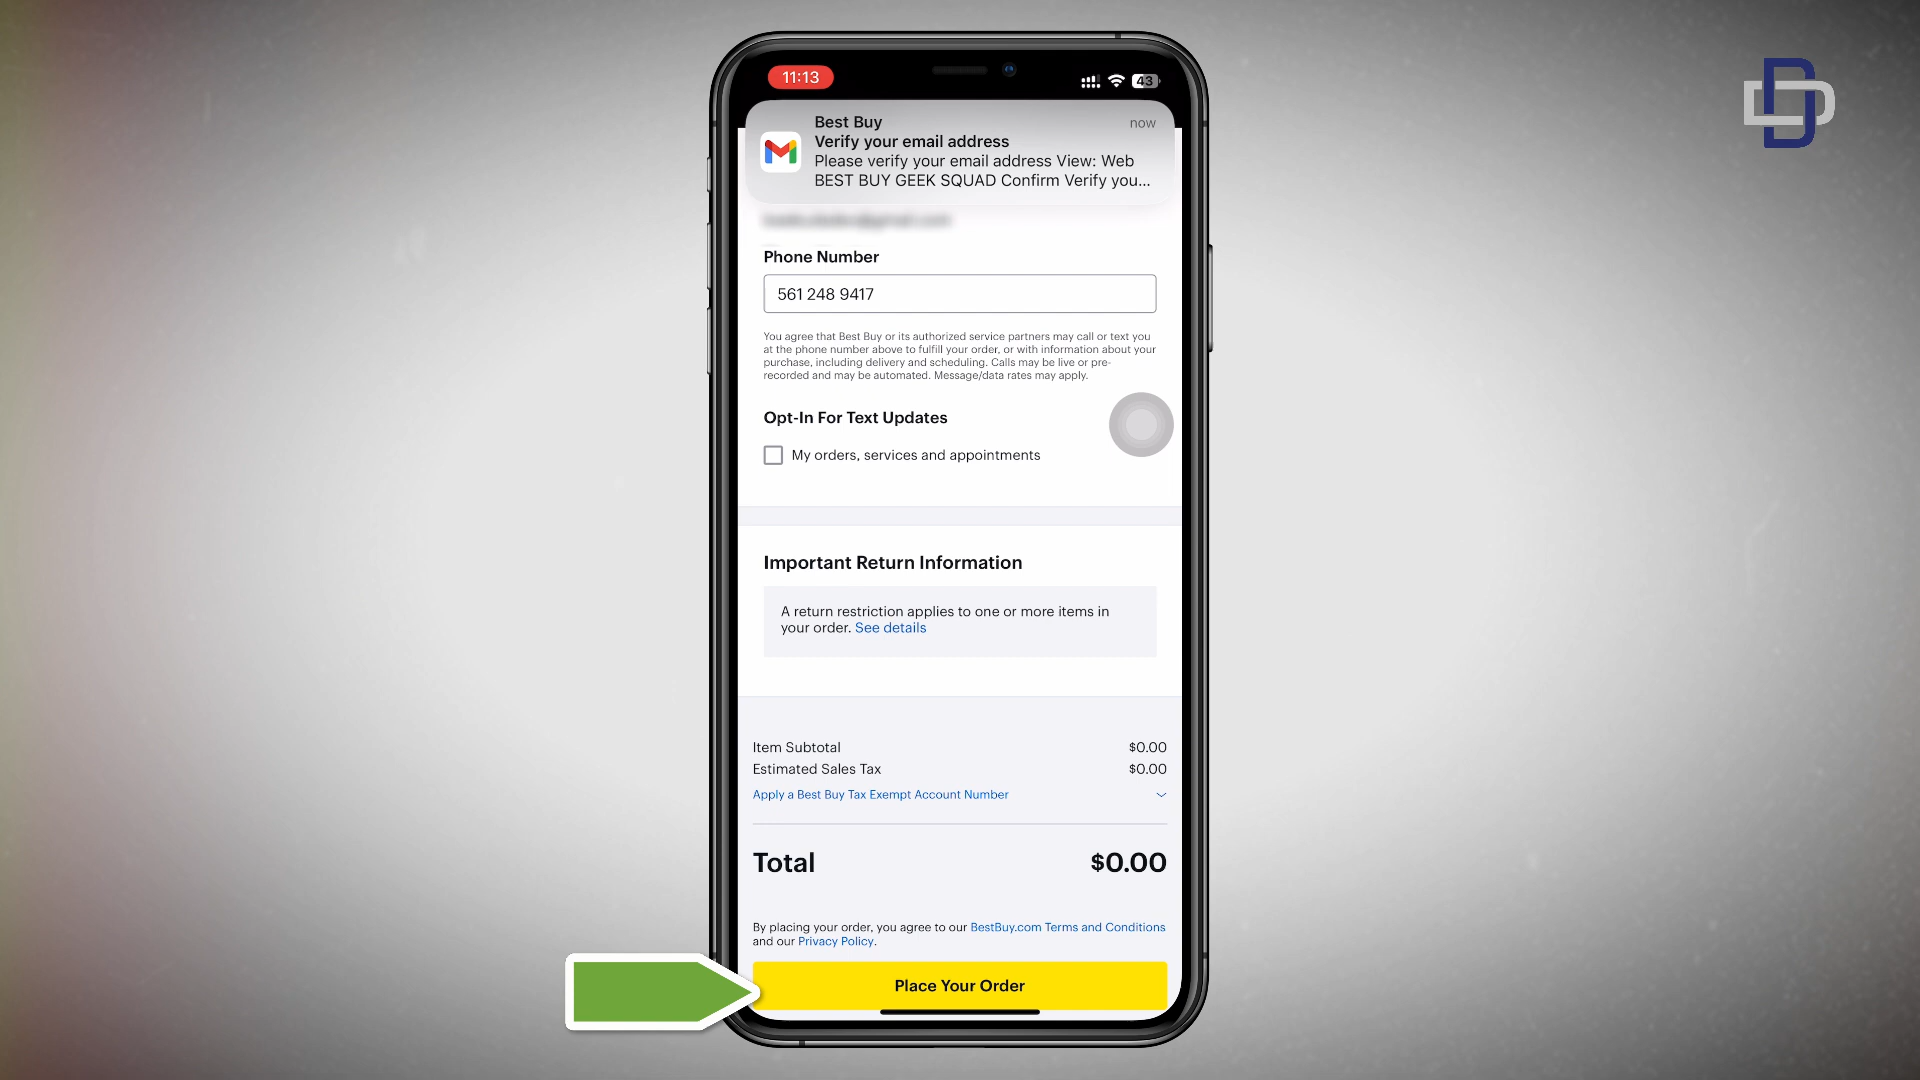 11:13
43
Best Buy
now
Verify your email address
Please verify your email address View: Web
BEST BUY GEEK SQUAD Confirm Verify you...
Phone Number
561 248 9417
You agree that Best Buy or its authorized service partners may call or text you
at the phone number above to fulfill your order, or with information about your
purchase, including delivery and scheduling. Calls may be live or pre-
recorded and may be automated. Message/data rates may apply.
Opt-In For Text Updates
My orders, services and appointments
Important Return Information
A return restriction applies to one or more items in
your order. See details
Item Subtotal $0.00
Estimated Sales Tax $0.00
Apply a Best Buy Tax Exempt Account Number
Total $0.00
By placing your order, you agree to our BestBuy.com Terms and Conditions
and our Privacy Policy.
Place Your Order